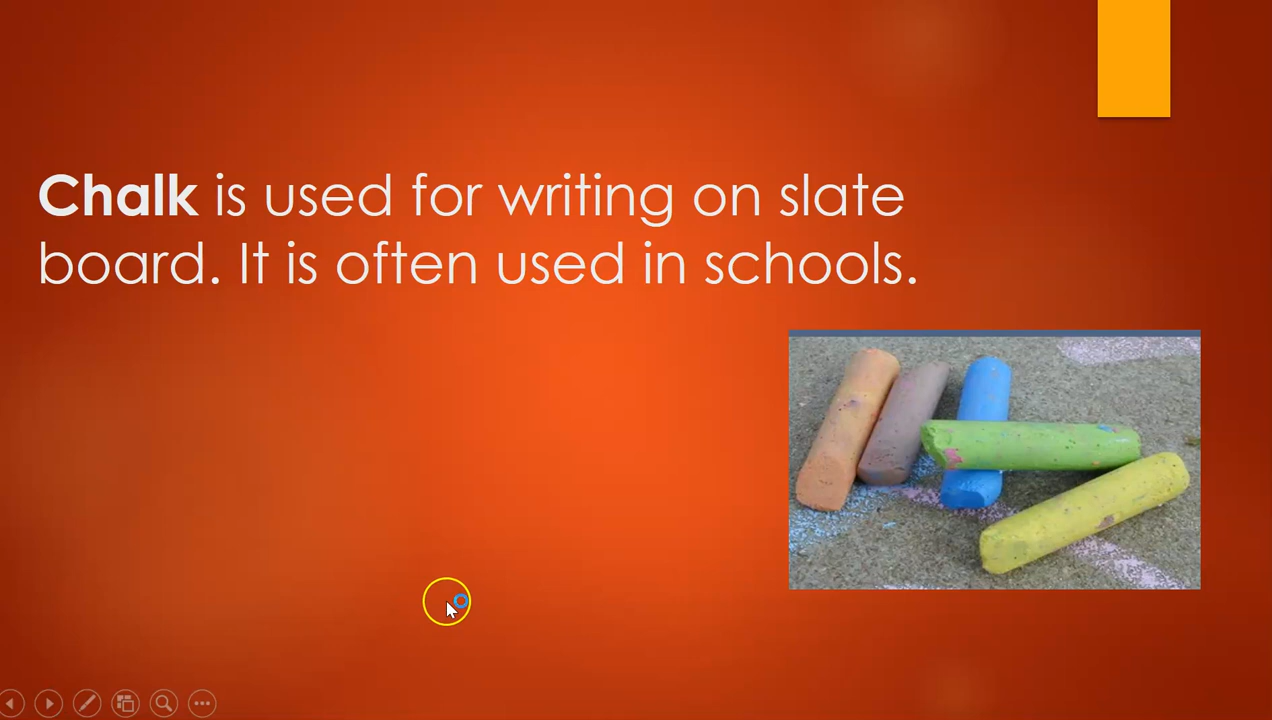 Chalk is used for writing on slate
board. It is often used in schools.